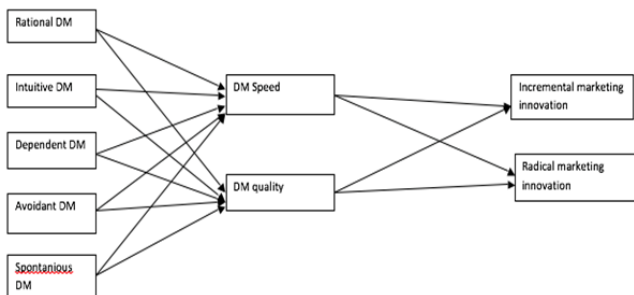 Rational DM
Intuitive DM
Dependent DM
Avoidant DM
Spontanious
DM
DM Speed
DM quality
Incremental marketing
innovation
Radical marketing
innovation